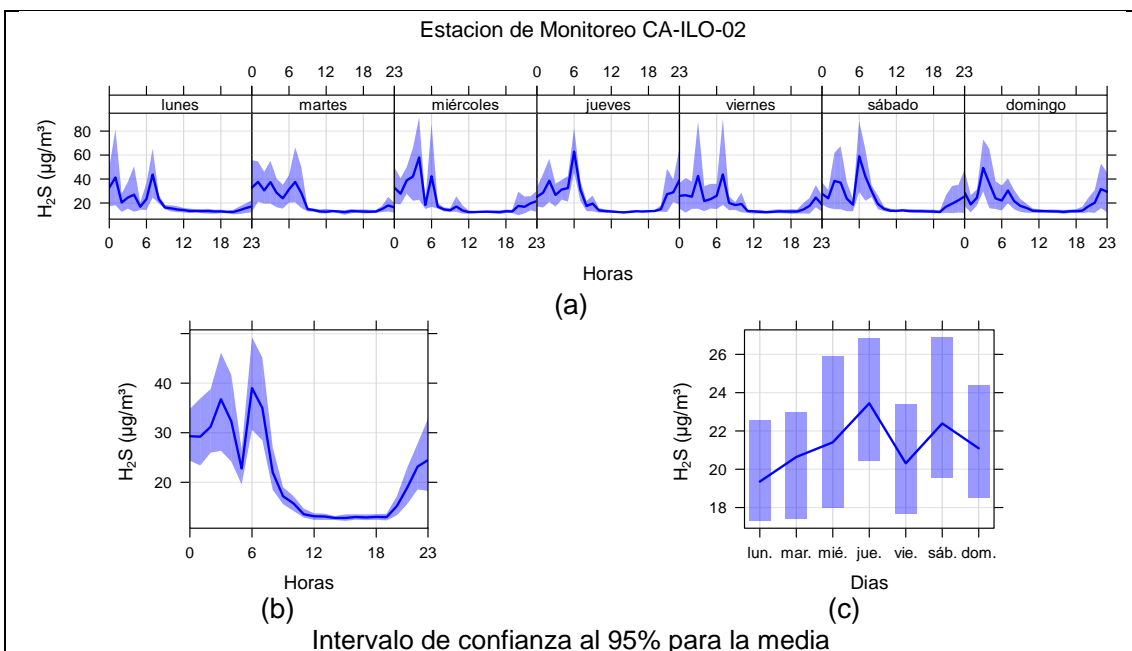 Estacion de Monitoreo CA-ILO-02
0 6 12 18 23 0 6 12 18 23 0 6 12 18 23
lunes martes miércoles jueves viernes sábado domingo
H₂S (µg/m³)
80
60
40
20
0 6 12 18 23 0 6 12 18 23 0 6 12 18 23 0 6 12 18 23
Horas
(a)
H₂S (µg/m³)
40
30
20
0 6 12 18 23
Horas
(b)
H₂S (µg/m³)
26
24
22
20
18
lun. mar. mié. jue. vie. sáb. dom.
Dias
(c)
Intervalo de confianza al 95% para la media